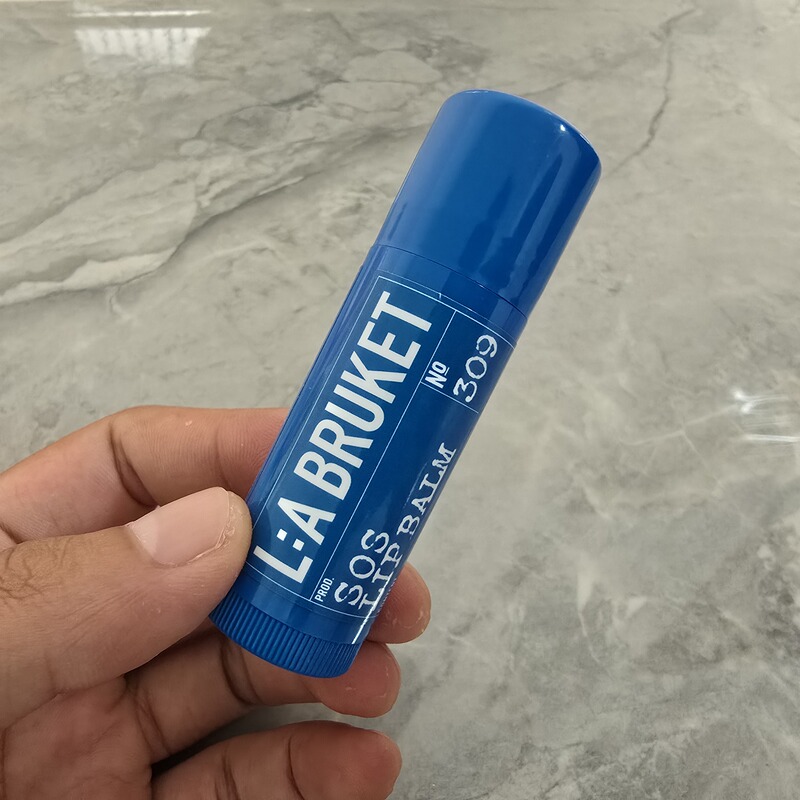 L:A BRUKET
No 309
PROD.
SOS
LIP BALM